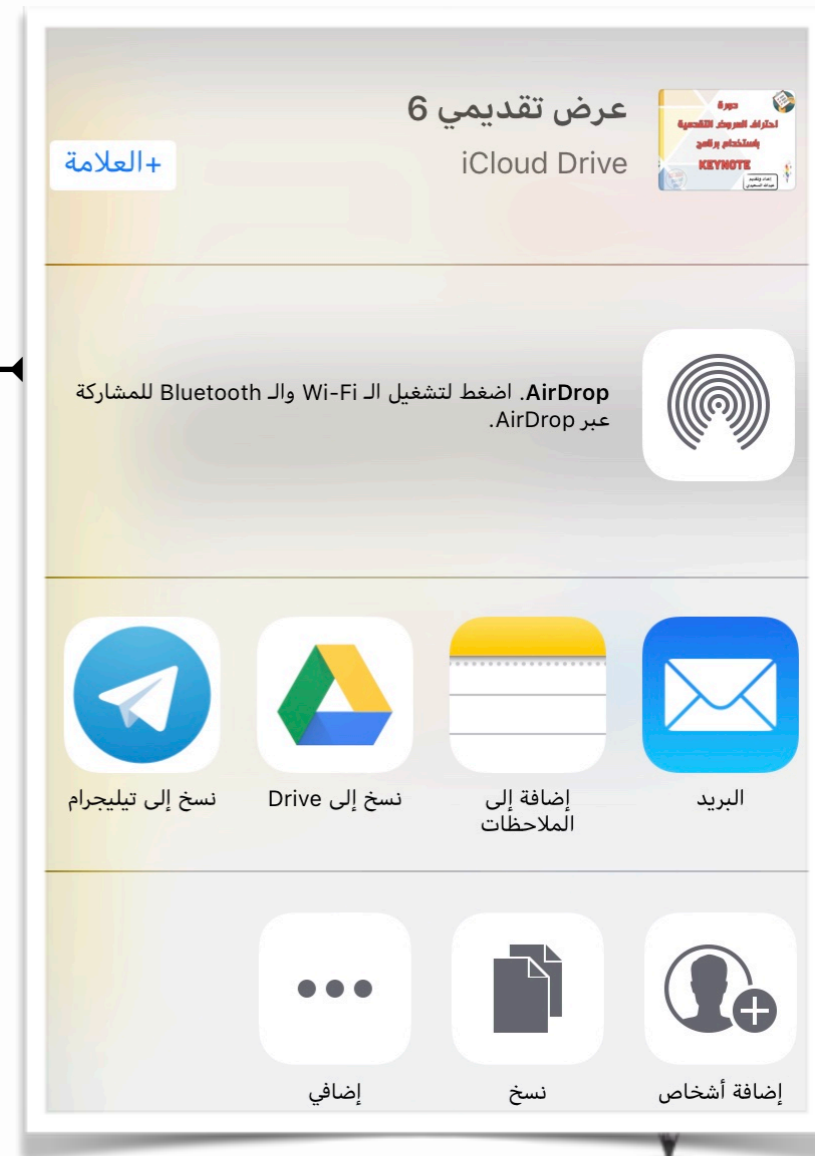 عرض تقديمي 6
iCloud Drive
+العلامة
دورة
احتراف العروض التقدمية
باستخدام برنامج
KEYNOTE
AirDrop. اضغط لتشغيل الـ Wi-Fi والـ Bluetooth للمشاركة
عبر AirDrop.
البريد
إضافة إلى
الملاحظات
نسخ إلى Drive
نسخ إلى تيليجرام
إضافة أشخاص
نسخ
إضافي